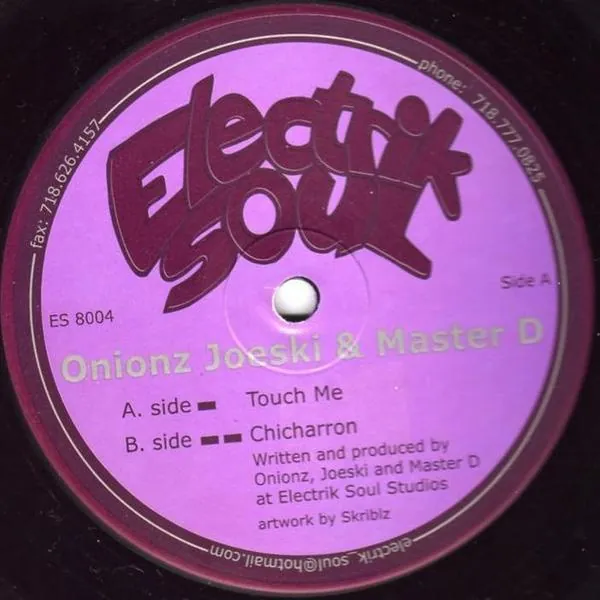 Electrik
Soul
phone: 718.777.0825
fax: 718.626.4157
Side A
ES 8004
Onionz Joeski & Master D
A. side Touch Me
B. side Chicharron
Written and produced by
Onionz, Joeski and Master D
at Electrik Soul Studios
artwork by Skriblz
electrik_soul@hotmail.com